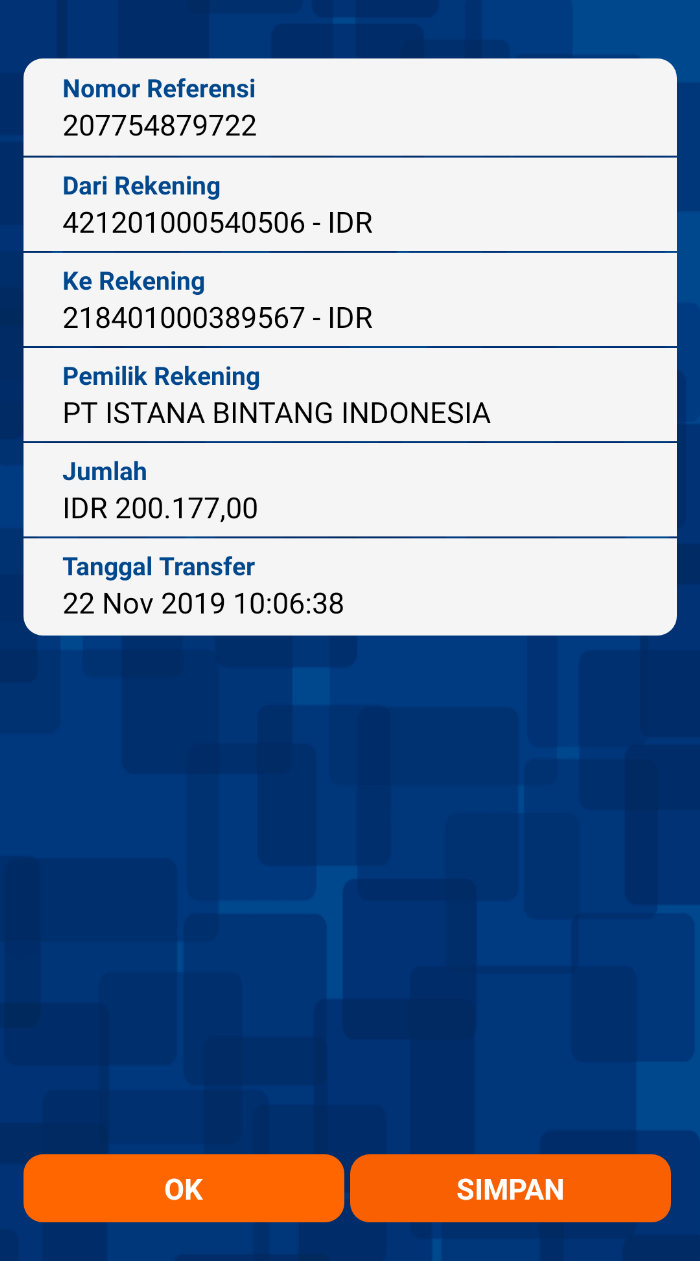 Nomor Referensi
207754879722
Dari Rekening
421201000540506 - IDR
Ke Rekening
218401000389567 - IDR
Pemilik Rekening
PT ISTANA BINTANG INDONESIA
Jumlah
IDR 200.177,00
Tanggal Transfer
22 Nov 2019 10:06:38
OK
SIMPAN